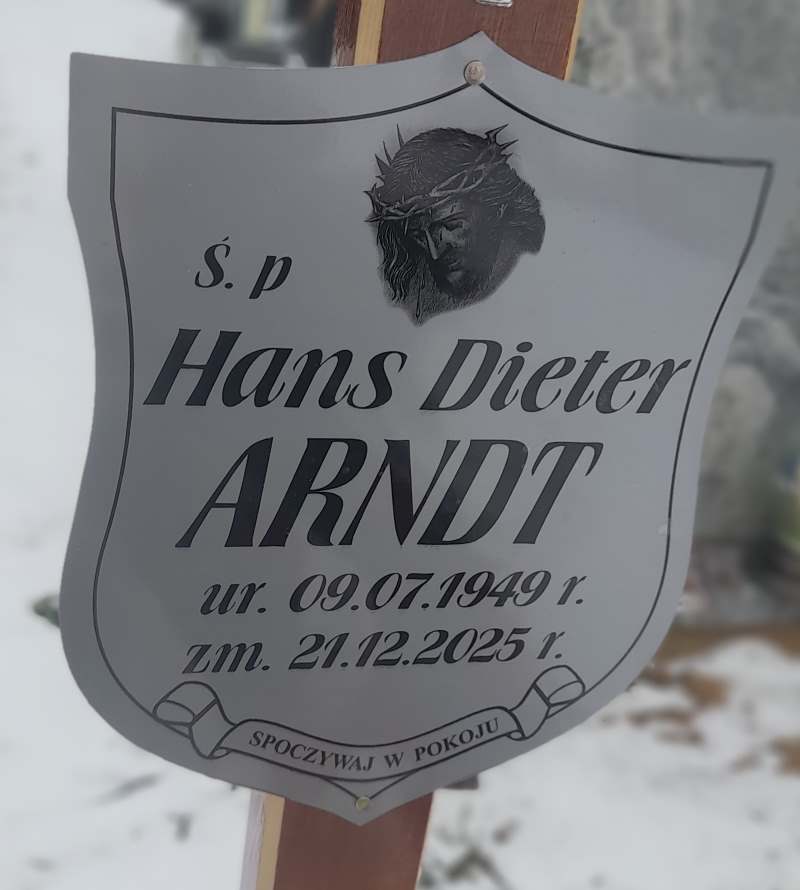 Ś. p
Hans Dieter
ARNDT
ur. 09.07.1949 r.
zm. 21.12.2025 r.
SPOCZYWAJ W POKOJU